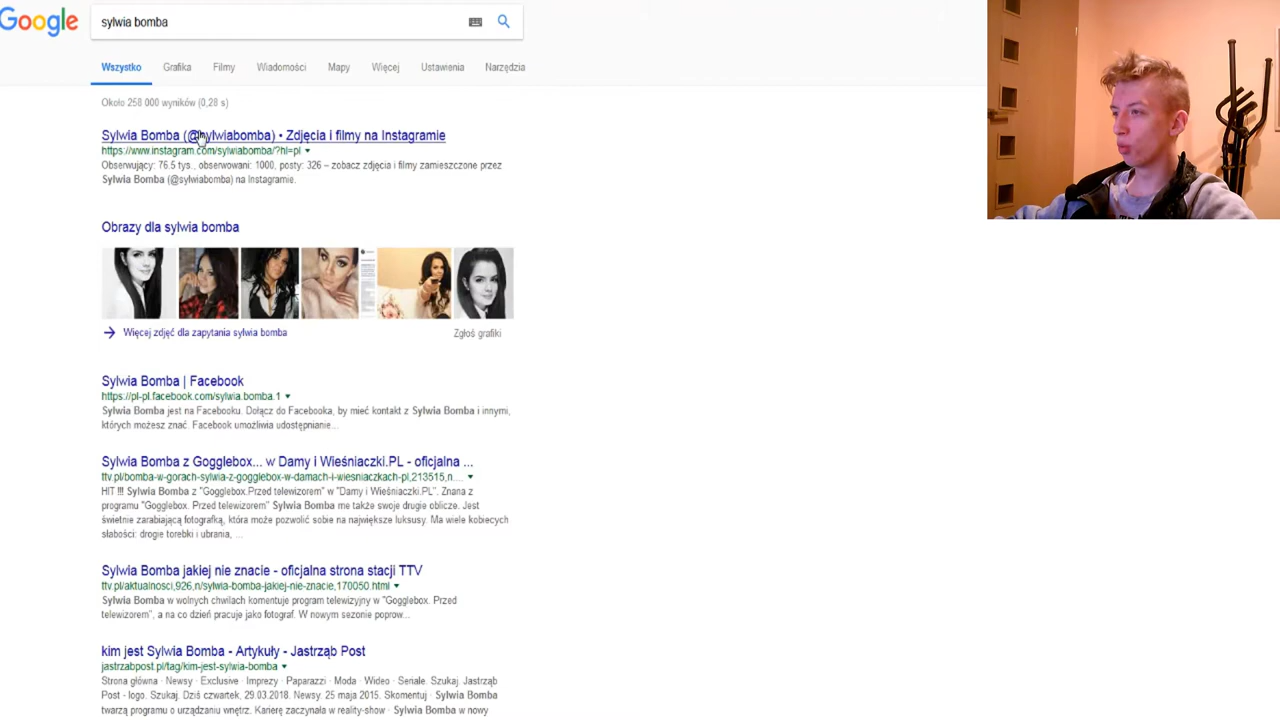 Google
sylwia bomba
Wszystko Grafika Filmy Wiadomości Mapy Więcej Ustawienia Narzędzia
Około 258 000 wyników (0,28 s)
Sylwia Bomba (@sylwiabomba) • Zdjęcia i filmy na Instagramie
https://www.instagram.com/sylwiabomba/?hl=pl
Obserwujący: 76.5 tys., obserwowani: 1000, posty: 326 – zobacz zdjęcia i filmy zamieszczone przez
Sylwia Bomba (@sylwiabomba) na Instagramie.
Obrazy dla sylwia bomba
Więcej zdjęć dla zapytania sylwia bomba Zgłoś grafiki
Sylwia Bomba | Facebook
https://pl-pl.facebook.com/sylwia.bomba.1
Sylwia Bomba jest na Facebooku. Dołącz do Facebooka, by mieć kontakt z Sylwia Bomba i innymi,
których możesz znać. Facebook umożliwia udostępnianie...
Sylwia Bomba z Gogglebox... w Damy i Wieśniaczki.PL - oficjalna ...
ttv.pl/bomba-w-gorach-sylwia-z-gogglebox-w-damach-i-wiesniaczkach-pl,213515,n....
HIT !!! Sylwia Bomba z "Gogglebox.Przed telewizorem" w "Damy i Wieśniaczki.PL". Znana z
programu "Gogglebox. Przed telewizorem" Sylwia Bomba me także swoje drugie oblicze. Jest
świetnie zarabiającą fotografką, która może pozwolić sobie na największe luksusy. Ma wiele kobiecych
słabości: drogie torebki i ubrania, ...
Sylwia Bomba jakiej nie znacie - oficjalna strona stacji TTV
ttv.pl/aktualnosci,926,n/sylwia-bomba-jakiej-nie-znacie,170050.html
Sylwia Bomba w wolnych chwilach komentuje program telewizyjny w "Gogglebox. Przed
telewizorem", a na co dzień pracuje jako fotograf. W nowym sezonie poprow...
kim jest Sylwia Bomba - Artykuły - Jastrząb Post
jastrzabpost.pl/tag/kim-jest-sylwia-bomba
Strona główna · Newsy · Exclusive · Imprezy · Paparazzi · Moda · Wideo · Seriale. Szukaj. Jastrząb
Post - logo. Szukaj. Dziś czwartek, 29.03.2018. Newsy. 25 maja 2015. Skomentuj · Sylwia Bomba
twarzą programu o urządzaniu wnętrz. Karierę zaczynała w reality-show · Sylwia Bomba w nowy